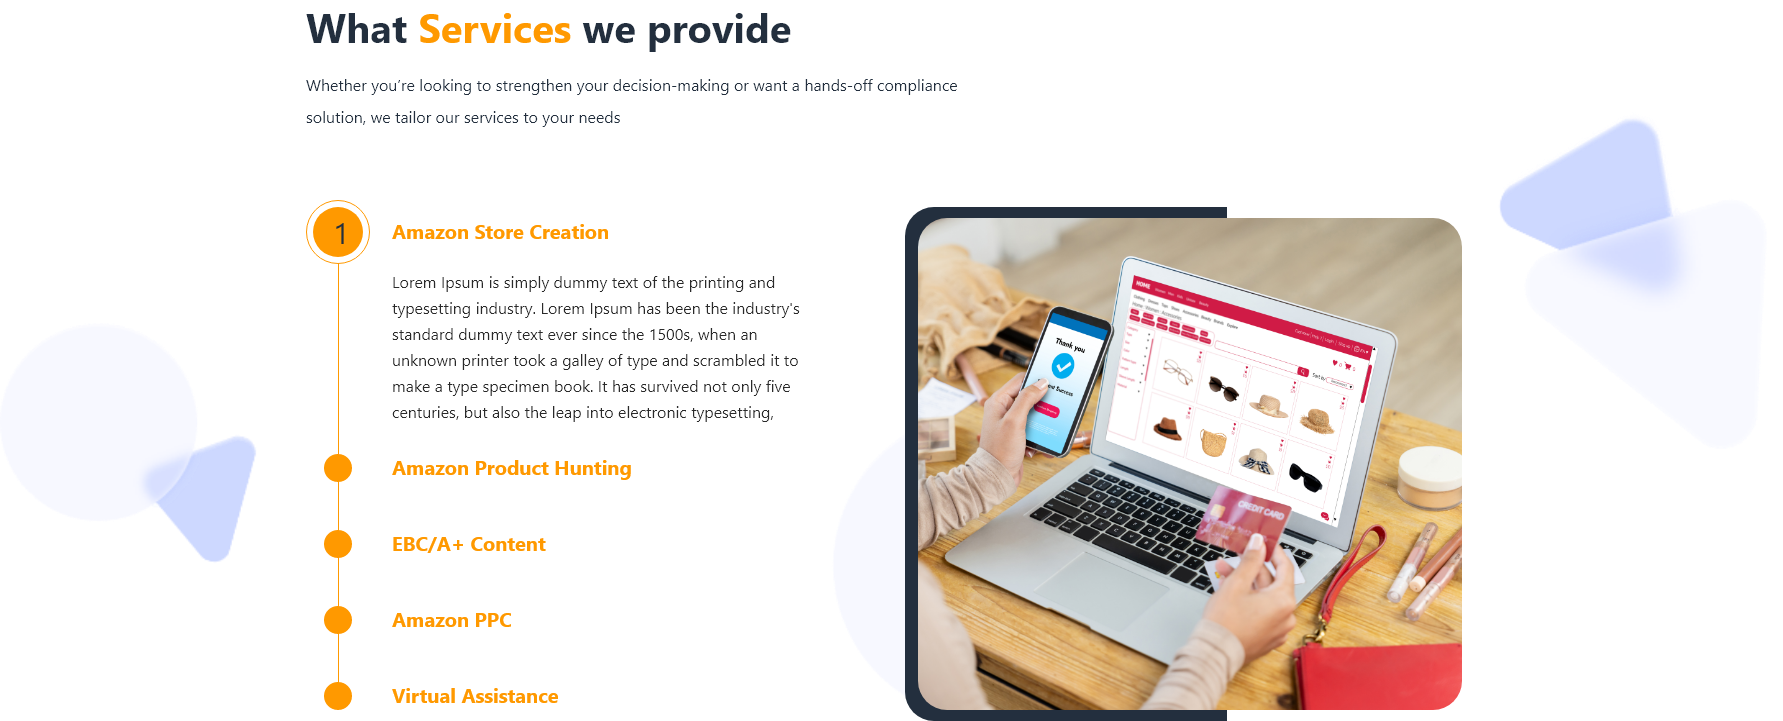 What Services we provide
Whether you’re looking to strengthen your decision-making or want a hands-off compliance
solution, we tailor our services to your needs
1
Amazon Store Creation
Lorem Ipsum is simply dummy text of the printing and
typesetting industry. Lorem Ipsum has been the industry's
standard dummy text ever since the 1500s, when an
unknown printer took a galley of type and scrambled it to
make a type specimen book. It has survived not only five
centuries, but also the leap into electronic typesetting,
Amazon Product Hunting
EBC/A+ Content
Amazon PPC
Virtual Assistance
Thank you
Success
HOME
CREDIT CARD